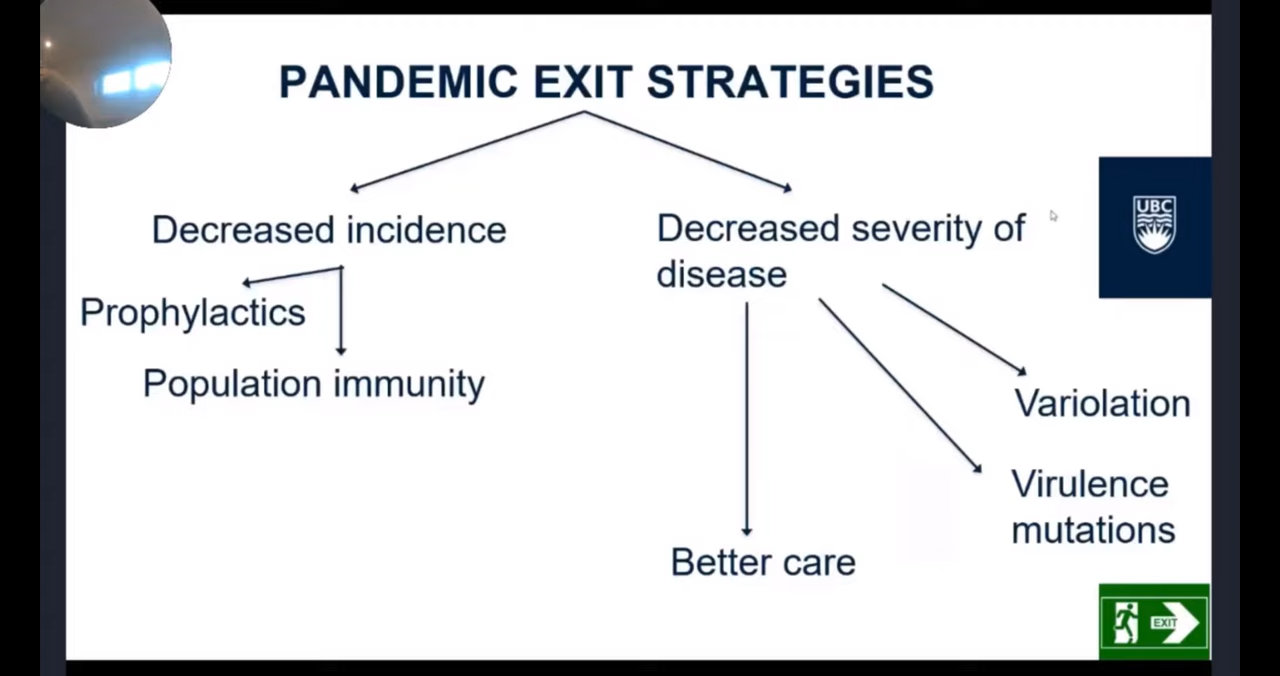 PANDEMIC EXIT STRATEGIES
Decreased incidence
Prophylactics
Population immunity
Decreased severity of
disease
Variolation
Virulence
mutations
Better care
UBC
EXIT